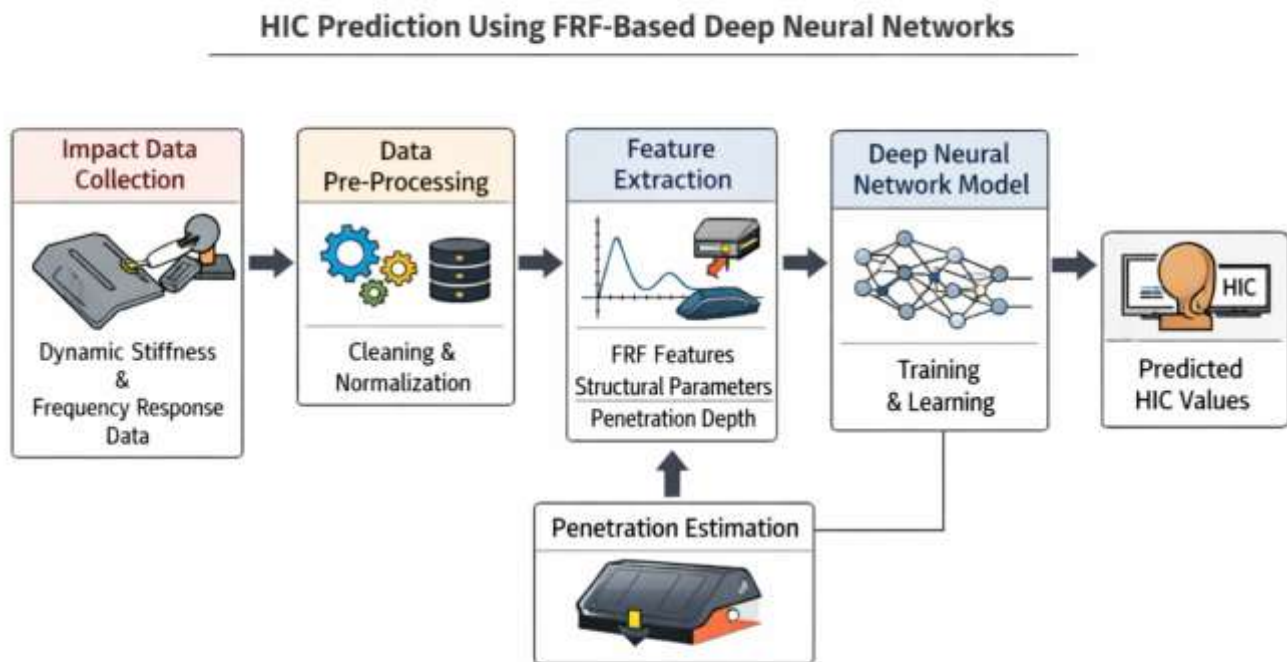 HIC Prediction Using FRF-Based Deep Neural Networks
Impact Data
Collection
Dynamic Stiffness
&
Frequency Response
Data
Data
Pre-Processing
Cleaning &
Normalization
Feature
Extraction
FRF Features
Structural Parameters
Penetration Depth
Deep Neural
Network Model
Training
& Learning
HIC
Predicted
HIC Values
Penetration Estimation